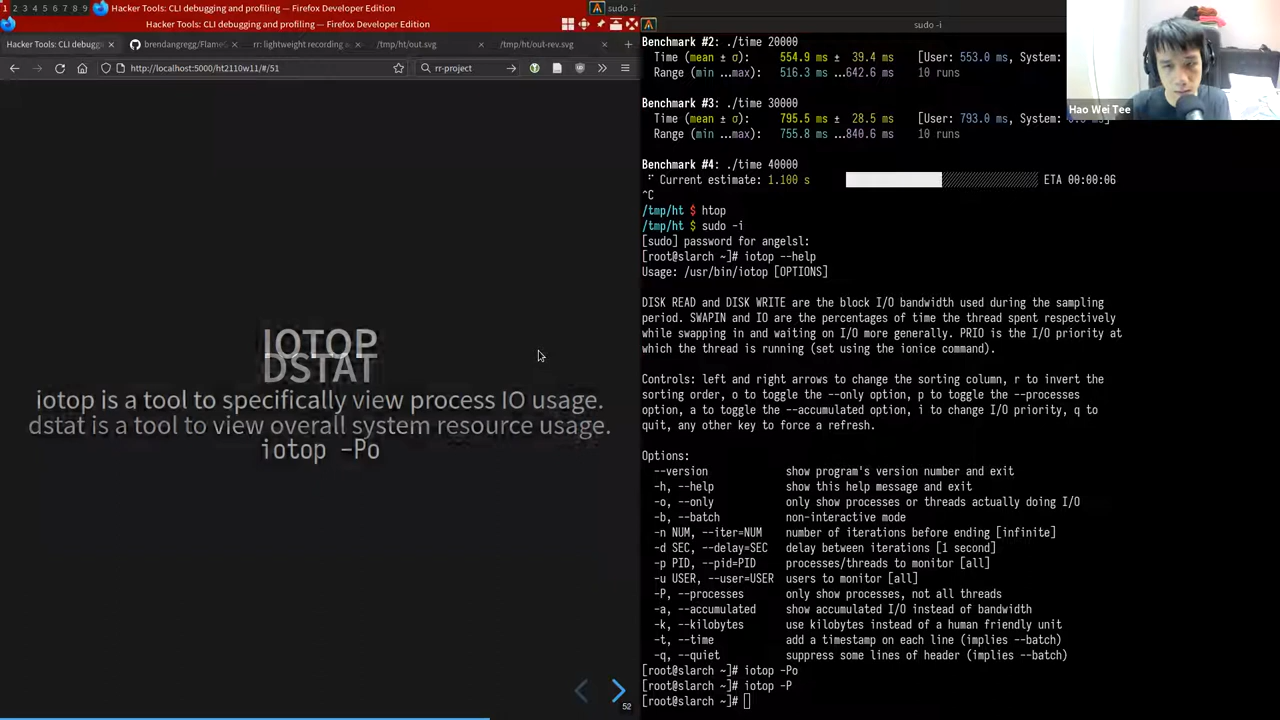 1 2 3 4 5 6 7 8 9 Hacker Tools: CLI debugging and profiling — Firefox Developer Edition
sudo -i
Hacker Tools: CLI debugging and profiling — Firefox Developer Edition
sudo -i
Hacker Tools: CLI debuggi
brendangregg/Flame
rr: lightweight recording
/tmp/ht/out.svg
/tmp/ht/out-rev.svg
http://localhost:5000/ht2110w11/#/51
rr-project
IOTOP
DSTAT
iotop is a tool to specifically view process IO usage.
dstat is a tool to view overall system resource usage.
iotop -Po
52
Benchmark #2: ./time 20000
Time (mean ± σ): 554.9 ms ± 39.4 ms [User: 553.0 ms, System:
Range (min …max): 516.3 ms …642.6 ms 10 runs
Benchmark #3: ./time 30000
Time (mean ± σ): 795.5 ms ± 28.5 ms [User: 793.0 ms, System:
Range (min …max): 755.8 ms …840.6 ms 10 runs
Benchmark #4: ./time 40000
Current estimate: 1.100 s ETA 00:00:06
^C
/tmp/ht $ htop
/tmp/ht $ sudo -i
[sudo] password for angelsl:
[root@slarch ~]# iotop --help
Usage: /usr/bin/iotop [OPTIONS]
DISK READ and DISK WRITE are the block I/O bandwidth used during the sampling
period. SWAPIN and IO are the percentages of time the thread spent respectively
while swapping in and waiting on I/O more generally. PRIO is the I/O priority at
which the thread is running (set using the ionice command).
Controls: left and right arrows to change the sorting column, r to invert the
sorting order, o to toggle the --only option, p to toggle the --processes
option, a to toggle the --accumulated option, i to change I/O priority, q to
quit, any other key to force a refresh.
Options:
--version show program's version number and exit
-h, --help show this help message and exit
-o, --only only show processes or threads actually doing I/O
-b, --batch non-interactive mode
-n NUM, --iter=NUM number of iterations before ending [infinite]
-d SEC, --delay=SEC delay between iterations [1 second]
-p PID, --pid=PID processes/threads to monitor [all]
-u USER, --user=USER users to monitor [all]
-P, --processes only show processes, not all threads
-a, --accumulated show accumulated I/O instead of bandwidth
-k, --kilobytes use kilobytes instead of a human friendly unit
-t, --time add a timestamp on each line (implies --batch)
-q, --quiet suppress some lines of header (implies --batch)
[root@slarch ~]# iotop -Po
[root@slarch ~]# iotop -P
[root@slarch ~]#
Hao Wei Tee